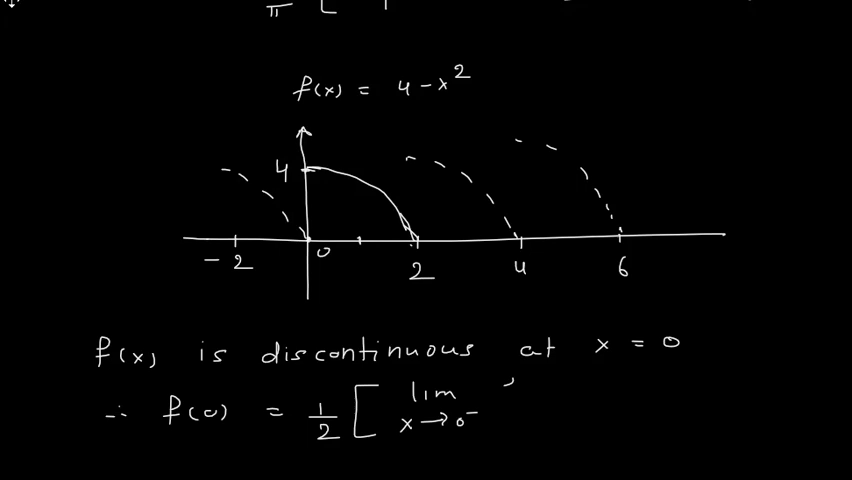 π [
f(x) = 4 - x²
4
-2 0 2 4 6
f(x) is discontinuous at x = 0
∴ f(0) = 1/2 [ lim x→0⁻